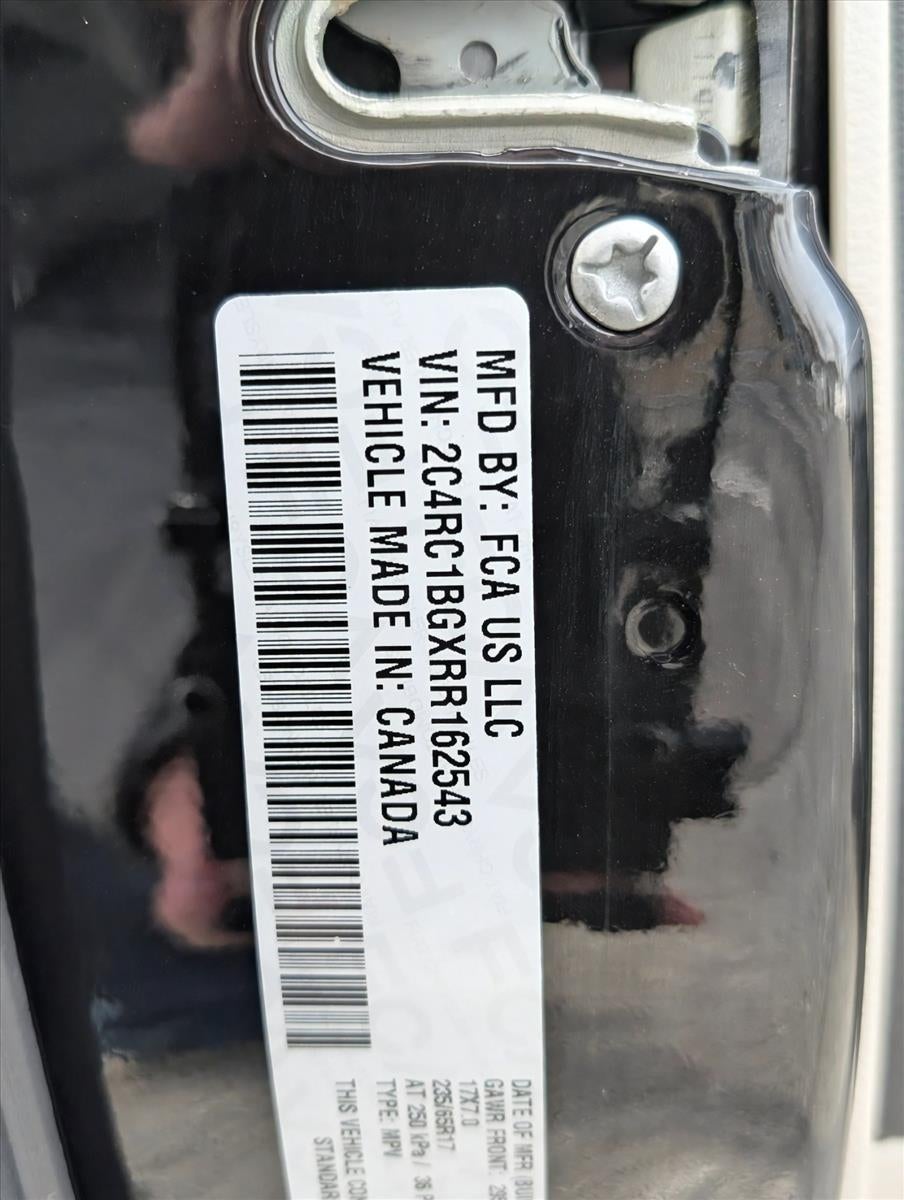 MFD BY: FCA US LLC
VIN: 2C4RC1BGXRR162543
VEHICLE MADE IN: CANADA
DATE OF MFR
GAWR FRONT:
17X7.0
235/65R17
AT 250 kPa / 36
TYPE: MPV
THIS VEHICLE